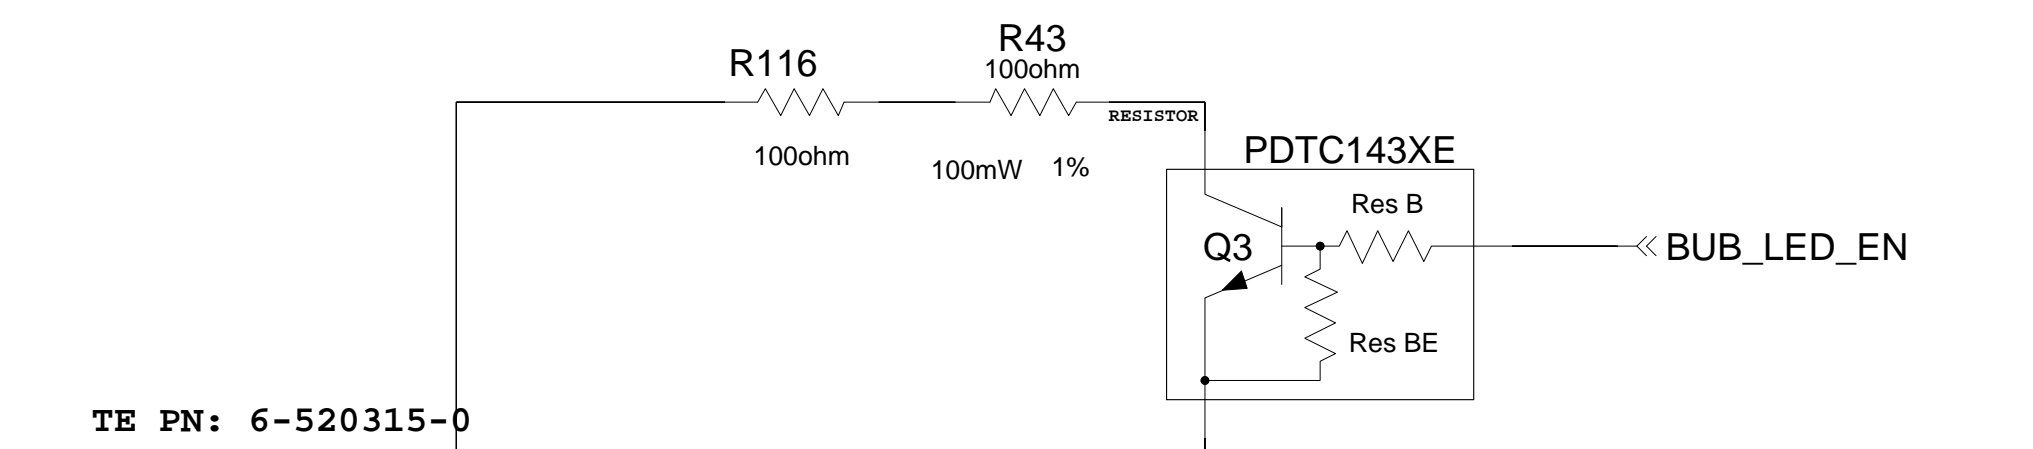 R43
R116
100ohm
RESISTOR
100ohm
100mW 1%
PDTC143XE
Res B
Q3
BUB_LED_EN
Res BE
TE PN: 6-520315-0